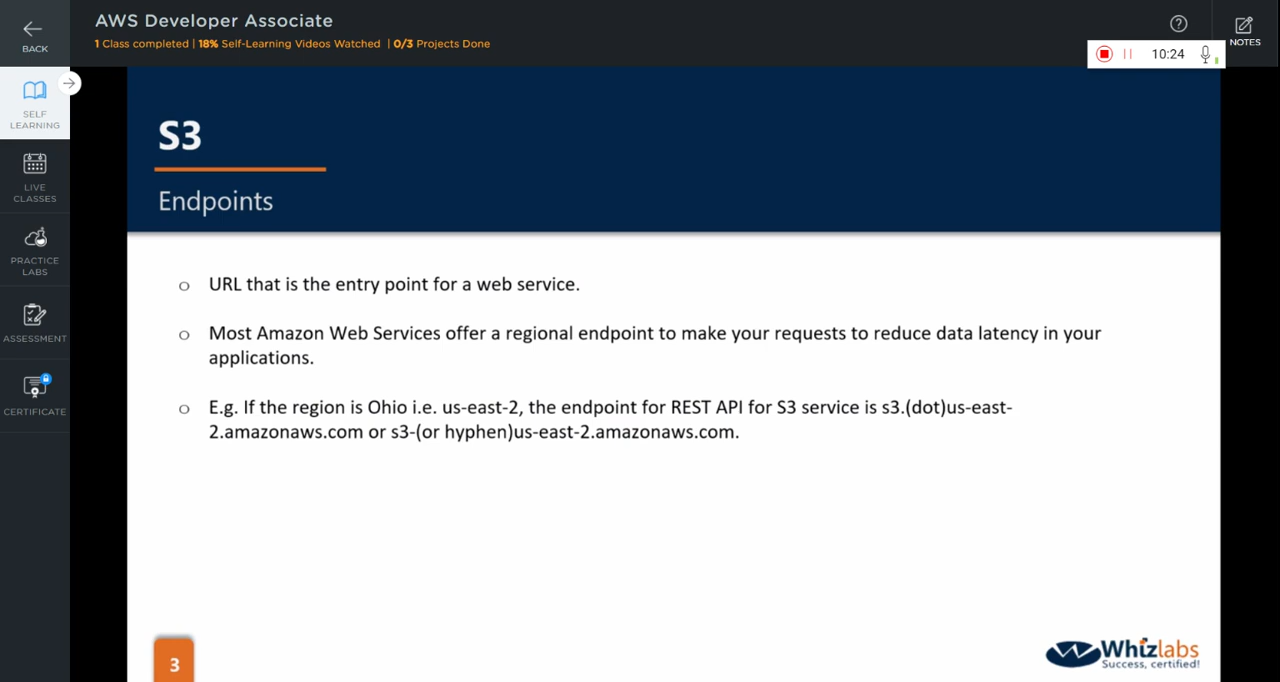 BACK
AWS Developer Associate
1 Class completed | 18% Self-Learning Videos Watched | 0/3 Projects Done
NOTES
10:24
SELF
LEARNING
LIVE
CLASSES
PRACTICE
LABS
ASSESSMENT
CERTIFICATE
S3
Endpoints
o URL that is the entry point for a web service.
o Most Amazon Web Services offer a regional endpoint to make your requests to reduce data latency in your
applications.
o E.g. If the region is Ohio i.e. us-east-2, the endpoint for REST API for S3 service is s3.(dot)us-east-
2.amazonaws.com or s3-(or hyphen)us-east-2.amazonaws.com.
3
Whizlabs
Success, certified!